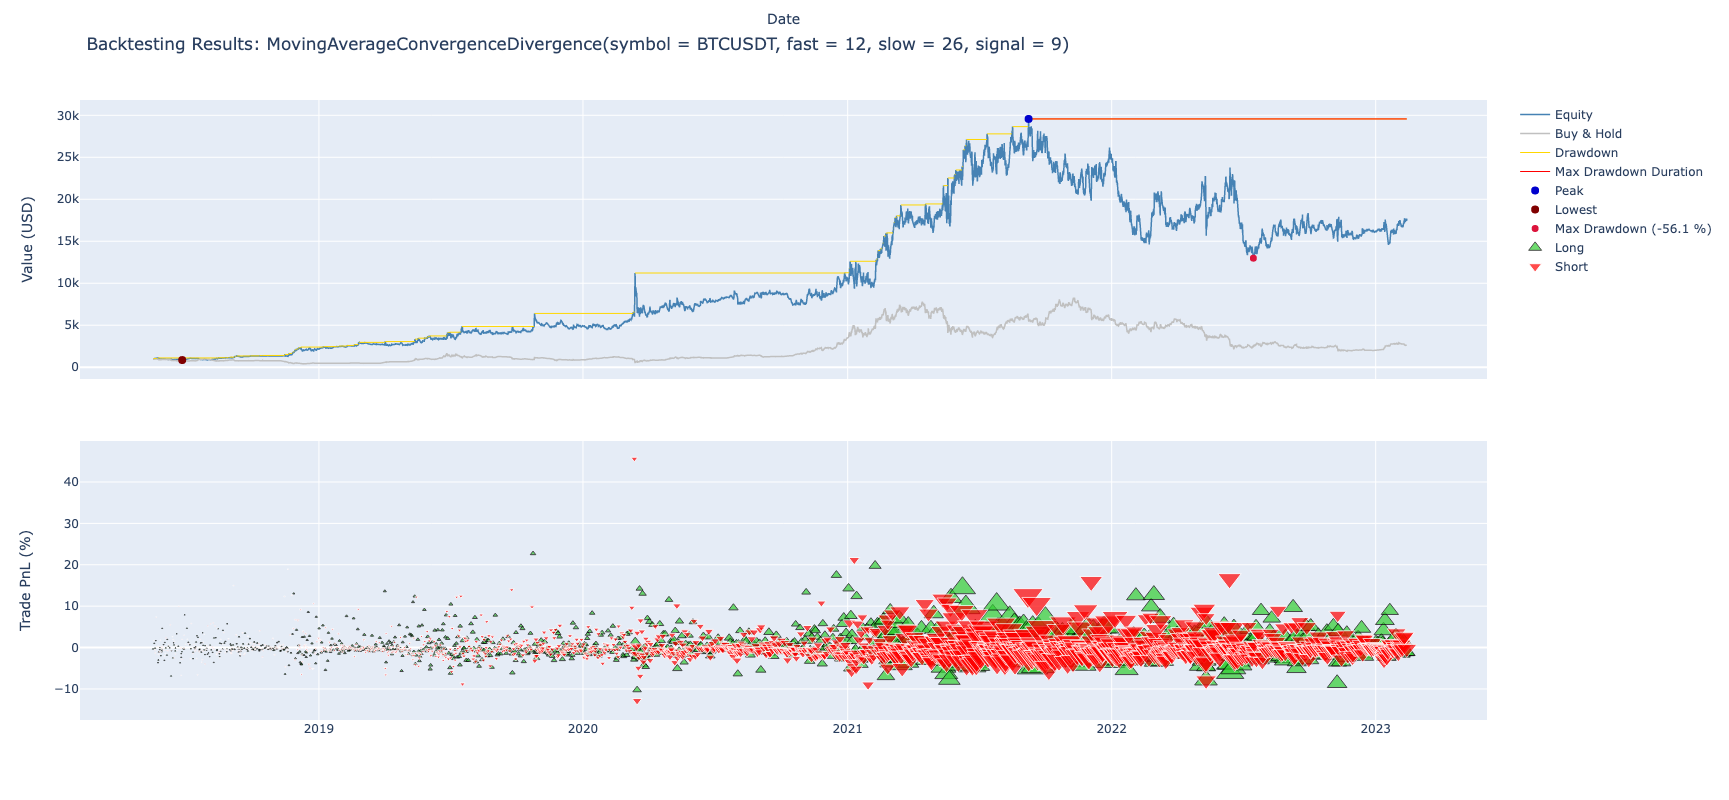 Date
Backtesting Results: MovingAverageConvergenceDivergence(symbol = BTCUSDT, fast = 12, slow = 26, signal = 9)
Value (USD)
30k
25k
20k
15k
10k
5k
0
Equity
Buy & Hold
Drawdown
Max Drawdown Duration
Peak
Lowest
Max Drawdown (-56.1 %)
Long
Short
Trade PnL (%)
40
30
20
10
0
−10
2019 2020 2021 2022 2023